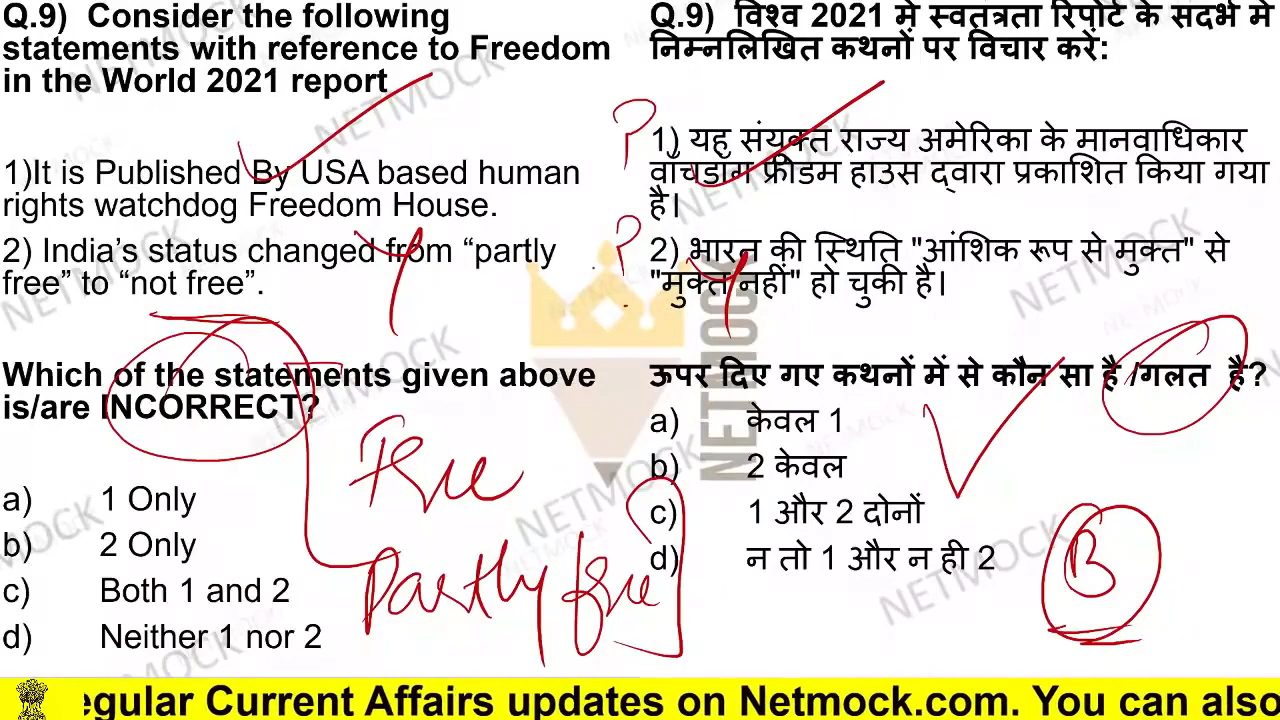 Q.9) Consider the following
statements with reference to Freedom
in the World 2021 report
1)It is Published By USA based human
rights watchdog Freedom House.
2) India's status changed from “partly
free” to “not free”.
Which of the statements given above
is/are INCORRECT?
a) 1 Only
b) 2 Only
c) Both 1 and 2
d) Neither 1 nor 2
Free
Partly free
Q.9) विश्व 2021 में स्वतंत्रता रिपोर्ट के संदर्भ में
निम्नलिखित कथनों पर विचार करें:
? 1) यह संयुक्त राज्य अमेरिका के मानवाधिकार
वॉचडॉग फ्रीडम हाउस द्वारा प्रकाशित किया गया
है।
? 2) भारत की स्थिति "आंशिक रूप से मुक्त" से
"मुक्त नहीं" हो चुकी है।
ऊपर दिए गए कथनों में से कौन सा है /गलत है?
a) केवल 1
b) 2 केवल
c) 1 और 2 दोनों
d) न तो 1 और न ही 2
B
NETMOCK
egular Current Affairs updates on Netmock.com. You can also